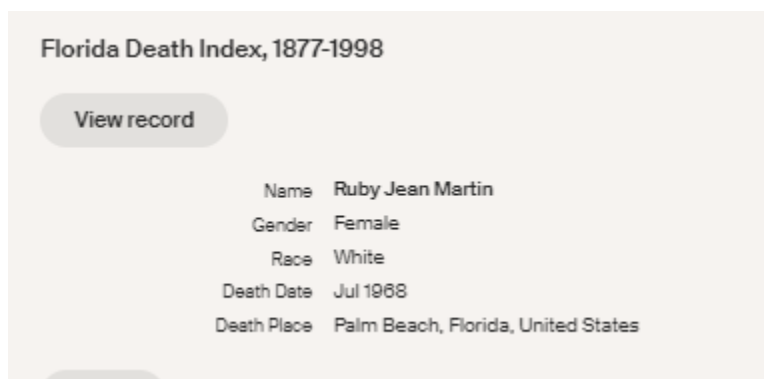 Florida Death Index, 1877-1998
View record
Name Ruby Jean Martin
Gender Female
Race White
Death Date Jul 1968
Death Place Palm Beach, Florida, United States